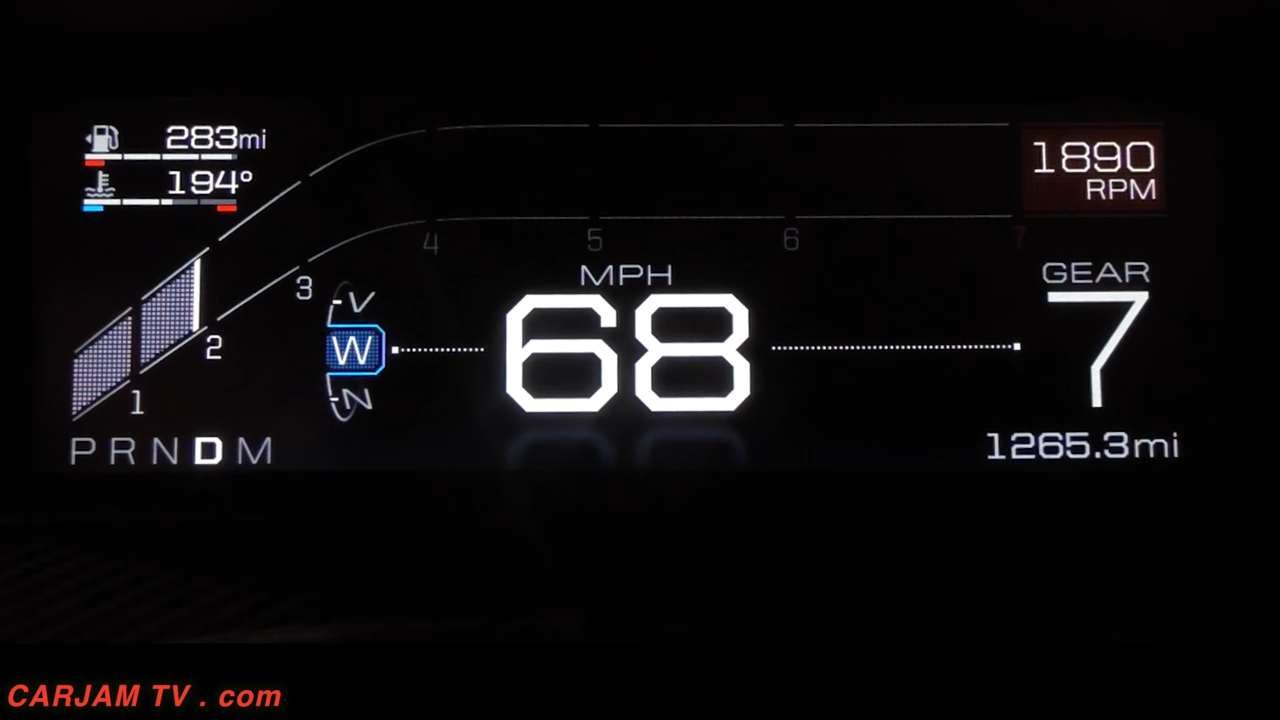 283mi
194°
1890
RPM
4 5 6 7
3
2
1
MPH
68
GEAR
7
V
W
N
P R N D M
1265.3mi
CARJAM TV . com